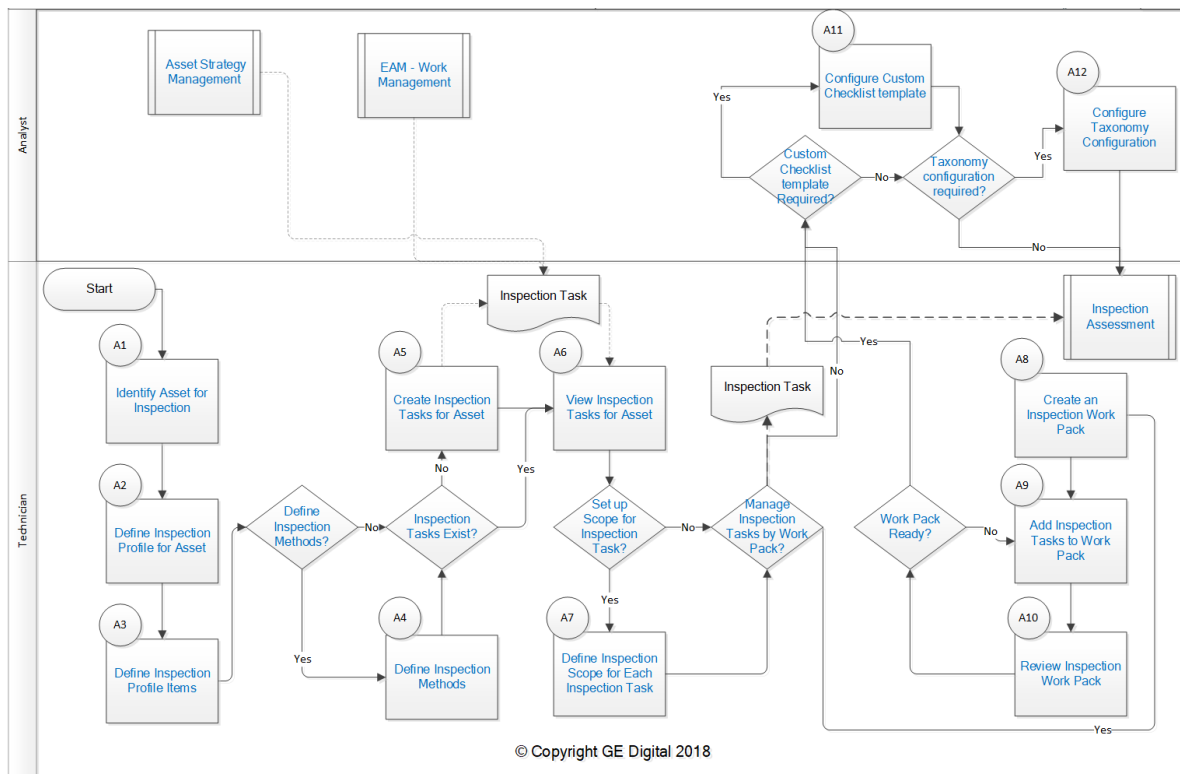 Analyst
Asset Strategy
Management
EAM - Work
Management
A11
Configure Custom
Checklist template
A12
Configure
Taxonomy
Configuration
Yes
Custom
Checklist
template
Required?
No
Taxonomy
configuration
required?
Yes
No
Technician
Start
Inspection Task
Inspection
Assessment
A1
Identify Asset for
Inspection
A5
Create Inspection
Tasks for Asset
A6
View Inspection
Tasks for Asset
Yes
No
Inspection Task
A8
Create an
Inspection Work
Pack
No
Yes
A2
Define Inspection
Profile for Asset
Define
Inspection
Methods?
No
Inspection
Tasks Exist?
Set up
Scope for
Inspection
Task?
No
Manage
Inspection
Tasks by Work
Pack?
Work Pack
Ready?
No
A9
Add Inspection
Tasks to Work
Pack
A3
Define Inspection
Profile Items
Yes
A4
Define Inspection
Methods
Yes
A7
Define Inspection
Scope for Each
Inspection Task
A10
Review Inspection
Work Pack
Yes
© Copyright GE Digital 2018